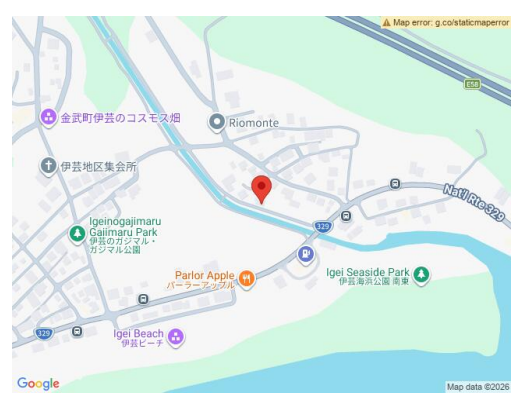 Map error: g.co/staticmaperror
E58
金武町伊芸のコスモス畑
Riomonte
伊芸地区集会所
Nat'l Rte 329
Igeinogajimaru
Gajimaru Park
伊芸のガジマル・
ガジマル公園
329
Parlor Apple
パーラーアップル
Igei Seaside Park
伊芸海浜公園 南東
329
Igei Beach
伊芸ビーチ
Google
Map data ©2026